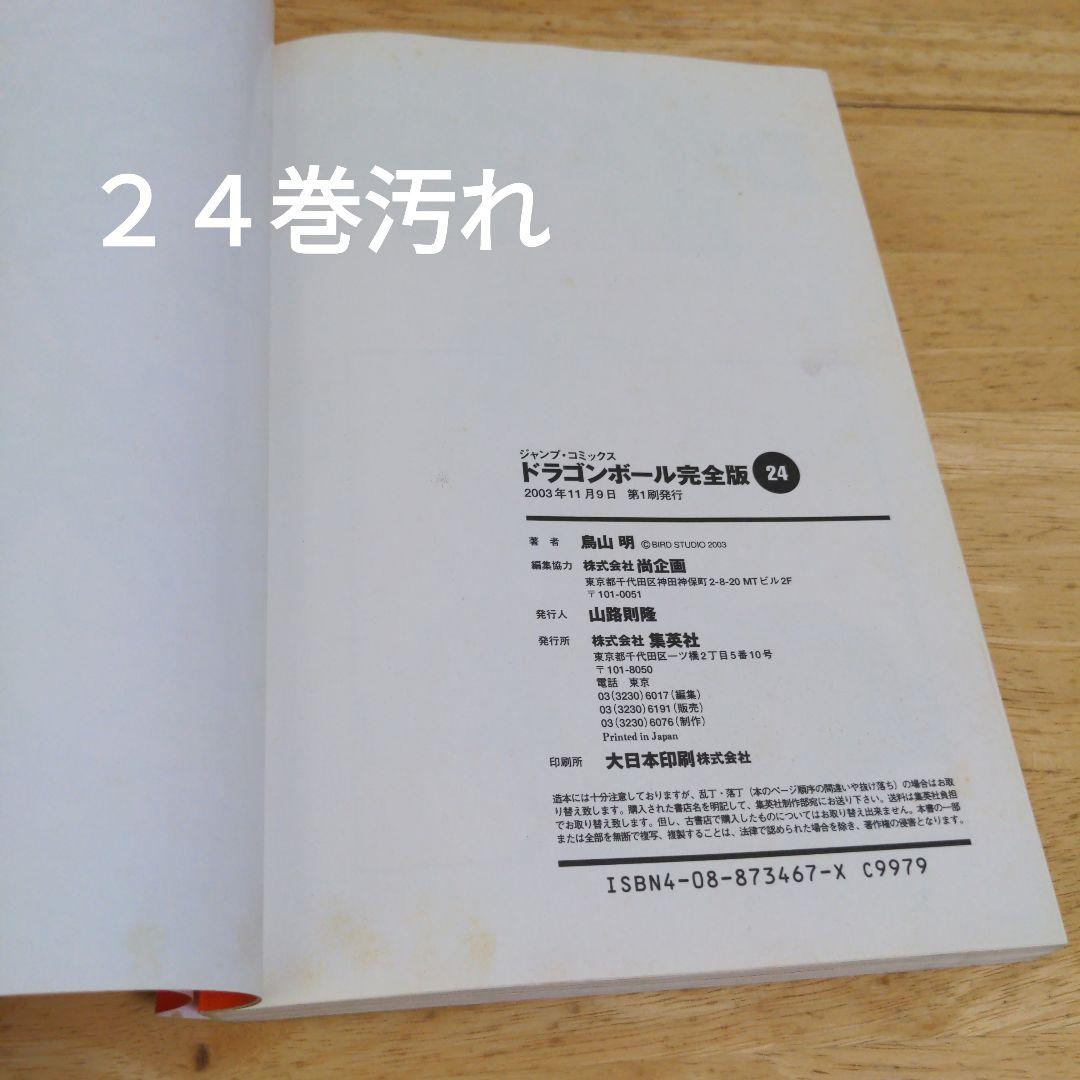 ２４巻汚れ
ジャンプ・コミックス
ドラゴンボール完全版 24
2003年11月9日 第1刷発行
著者 鳥山 明 ©BIRD STUDIO 2003
編集協力 株式会社 尚企画
東京都千代田区神田神保町2-8-20 MTビル2F
〒101-0051
発行人 山路則隆
発行所 株式会社 集英社
東京都千代田区一ツ橋2丁目5番10号
〒101-8050
電話 東京
03(3230)6017(編集)
03(3230)6191(販売)
03(3230)6076(制作)
Printed in Japan
印刷所 大日本印刷株式会社
造本には十分注意しておりますが、乱丁・落丁（本のページ順序の間違いや抜け落ち）の場合はお取
り替え致します。購入された書店名を明記して、集英社制作部宛にお送り下さい。送料は集英社負担
でお取り替え致します。但し、古書店で購入したものについてはお取り替え出来ません。本書の一部
または全部を無断で複写、複製することは、法律で認められた場合を除き、著作権の侵害となります。
ISBN4-08-873467-X C9979